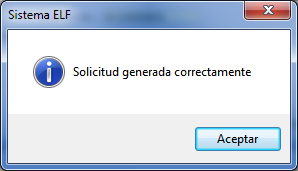 Sistema ELF
Solicitud generada correctamente
Aceptar